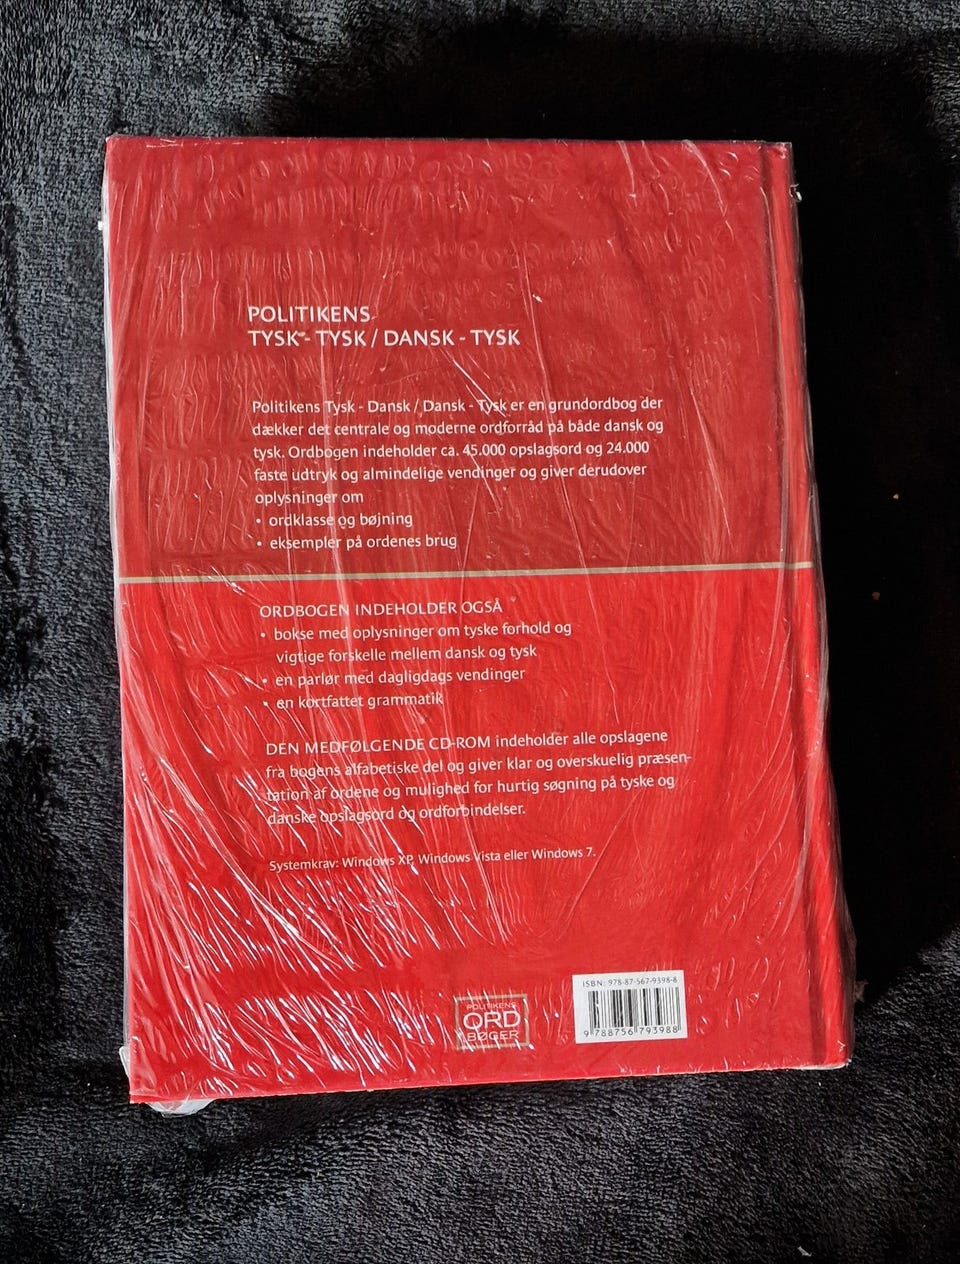 POLITIKENS
TYSK - TYSK / DANSK - TYSK
Politikens Tysk - Dansk / Dansk - Tysk er en grundordbog der
dækker det centrale og moderne ordforråd på både dansk og
tysk. Ordbogen indeholder ca. 45.000 opslagsord og 24.000
faste udtryk og almindelige vendinger og giver derudover
oplysninger om
• ordklasse og bøjning
• eksempler på ordenes brug
ORDBOGEN INDEHOLDER OGSÅ
• bokse med oplysninger om tyske forhold og
vigtige forskelle mellem dansk og tysk
• en parlør med dagligdags vendinger
• en kortfattet grammatik
DEN MEDFØLGENDE CD-ROM indeholder alle opslagene
fra bogens alfabetiske del og giver klar og overskuelig præsen-
tation af ordene og mulighed for hurtig søgning på tyske og
danske opslagsord og ordforbindelser.
Systemkrav: Windows XP, Windows Vista eller Windows 7.
POLITIKENS
ORD
BØGER
ISBN: 978-87-567-9398-8
9 788756 793988